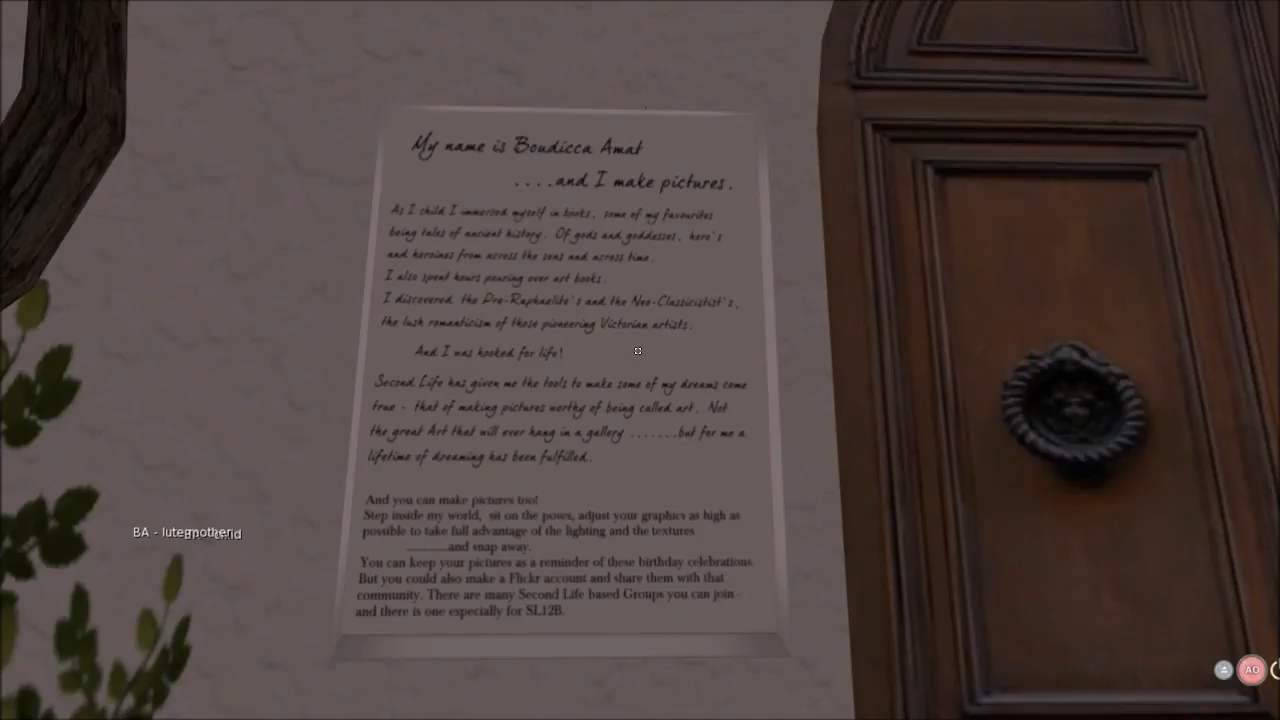 My name is Boudicca Amat
....and I make pictures.
As I child I immersed myself in books, some of my favourites
being tales of ancient history. Of gods and goddesses, hero's
and heroines from across the seas and across time.
I also spent hours pouring over art books.
I discovered the Pre-Raphaelite's and the Neo-Classicistist's,
the lush romanticism of those pioneering Victorian artists.
And I was hooked for life!
Second Life has given me the tools to make some of my dreams come
true - that of making pictures worthy of being called art. Not
the great Art that will ever hang in a gallery .......but for me a
lifetime of dreaming has been fulfilled.
And you can make pictures too!
Step inside my world, sit on the poses, adjust your graphics as high as
possible to take full advantage of the lighting and the textures
............and snap away.
You can keep your pictures as a reminder of these birthday celebrations.
But you could also make a Flickr account and share them with that
community. There are many Second Life based Groups you can join -
and there is one especially for SL12B.
BA -
AO